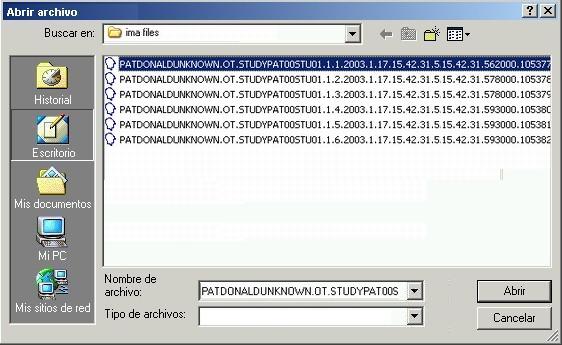 Abrir archivo
Buscar en: ima files
Historial
Escritorio
Mis documentos
Mi PC
Mis sitios de red
PATDONALDUNKNOWN.OT.STUDYPAT00STU01.1.1.2003.1.17.15.42.31.5.15.42.31.562000.105377
PATDONALDUNKNOWN.OT.STUDYPAT00STU01.1.2.2003.1.17.15.42.31.5.15.42.31.578000.105378
PATDONALDUNKNOWN.OT.STUDYPAT00STU01.1.3.2003.1.17.15.42.31.5.15.42.31.578000.105379
PATDONALDUNKNOWN.OT.STUDYPAT00STU01.1.4.2003.1.17.15.42.31.5.15.42.31.593000.105380
PATDONALDUNKNOWN.OT.STUDYPAT00STU01.1.5.2003.1.17.15.42.31.5.15.42.31.593000.105381
PATDONALDUNKNOWN.OT.STUDYPAT00STU01.1.6.2003.1.17.15.42.31.5.15.42.31.593000.105382
Nombre de
archivo:
PATDONALDUNKNOWN.OT.STUDYPAT00S
Abrir
Tipo de archivos:
Cancelar